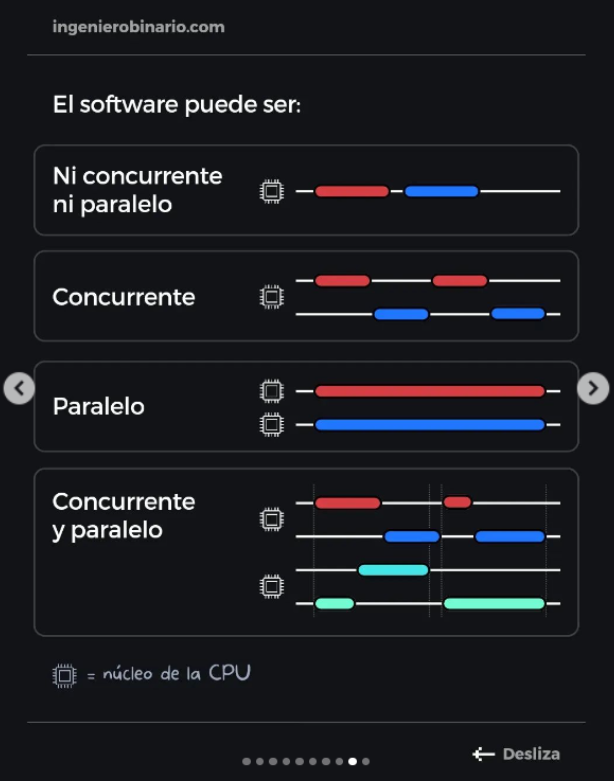 ingenierobinario.com
El software puede ser:
Ni concurrente
ni paralelo
Concurrente
Paralelo
Concurrente
y paralelo
= núcleo de la CPU
Desliza